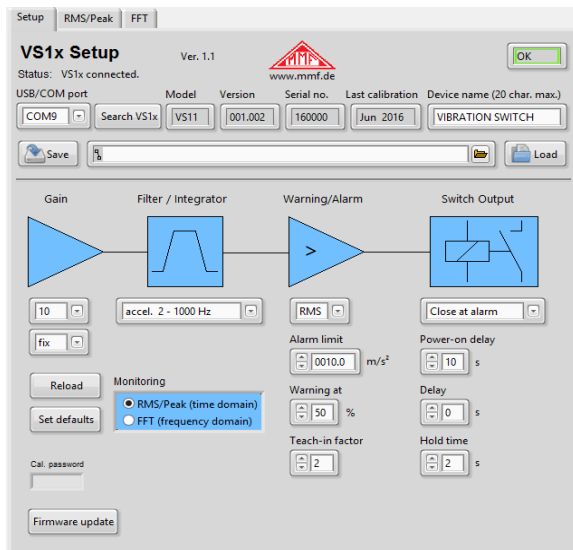 Setup RMS/Peak FFT
VS1x Setup Ver. 1.1 MMF OK
Status: VS1x connected. www.mmf.de
USB/COM port Model Version Serial no. Last calibration Device name (20 char. max.)
COM9 Search VS1x VS11 001.002 160000 Jun 2016 VIBRATION SWITCH
Save Load
Gain Filter / Integrator Warning/Alarm Switch Output
>
10 accel. 2 - 1000 Hz RMS Close at alarm
fix Alarm limit Power-on delay
0010.0 m/s² 10 s
Reload Monitoring Warning at Delay
RMS/Peak (time domain)
Set defaults FFT (frequency domain) 50 % 0 s
Teach-in factor Hold time
Cal. password 2 2 s
Firmware update